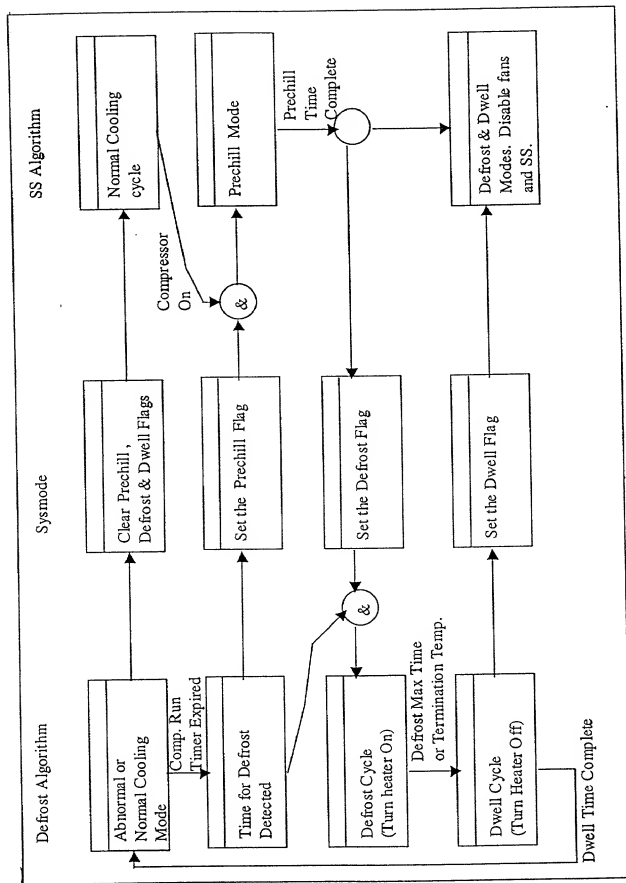 Defrost Algorithm
Sysmode
SS Algorithm
Abnormal or
Normal Cooling
Mode
Clear Prechill,
Defrost & Dwell Flags
Normal Cooling
cycle
Comp. Run
Timer Expired
Compressor
On
Time for Defrost
Detected
Set the Prechill Flag
&
Prechill Mode
Prechill
Time
Complete
&
Defrost Cycle
(Turn heater On)
Set the Defrost Flag
Defrost Max Time
or Termination Temp.
Dwell Cycle
(Turn Heater Off)
Set the Dwell Flag
Defrost & Dwell
Modes. Disable fans
and SS.
Dwell Time Complete